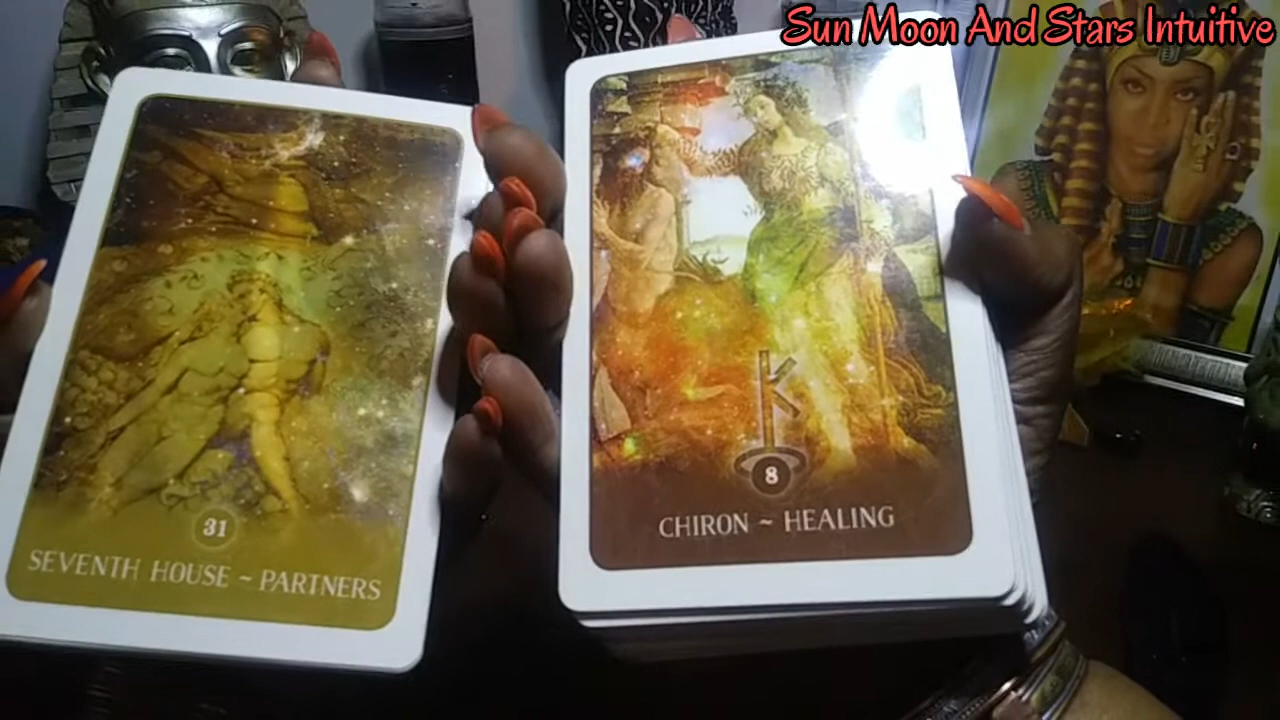 Sun Moon And Stars Intuitive
31
SEVENTH HOUSE ~ PARTNERS
8
CHIRON ~ HEALING